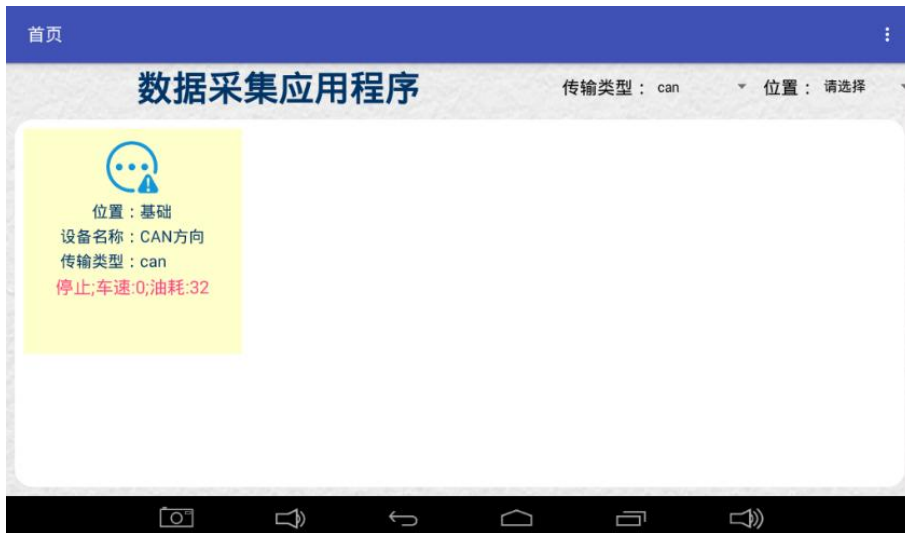 首页
数据采集应用程序 传输类型： can 位置： 请选择
位置：基础
设备名称：CAN方向
传输类型：can
停止;车速:0;油耗:32